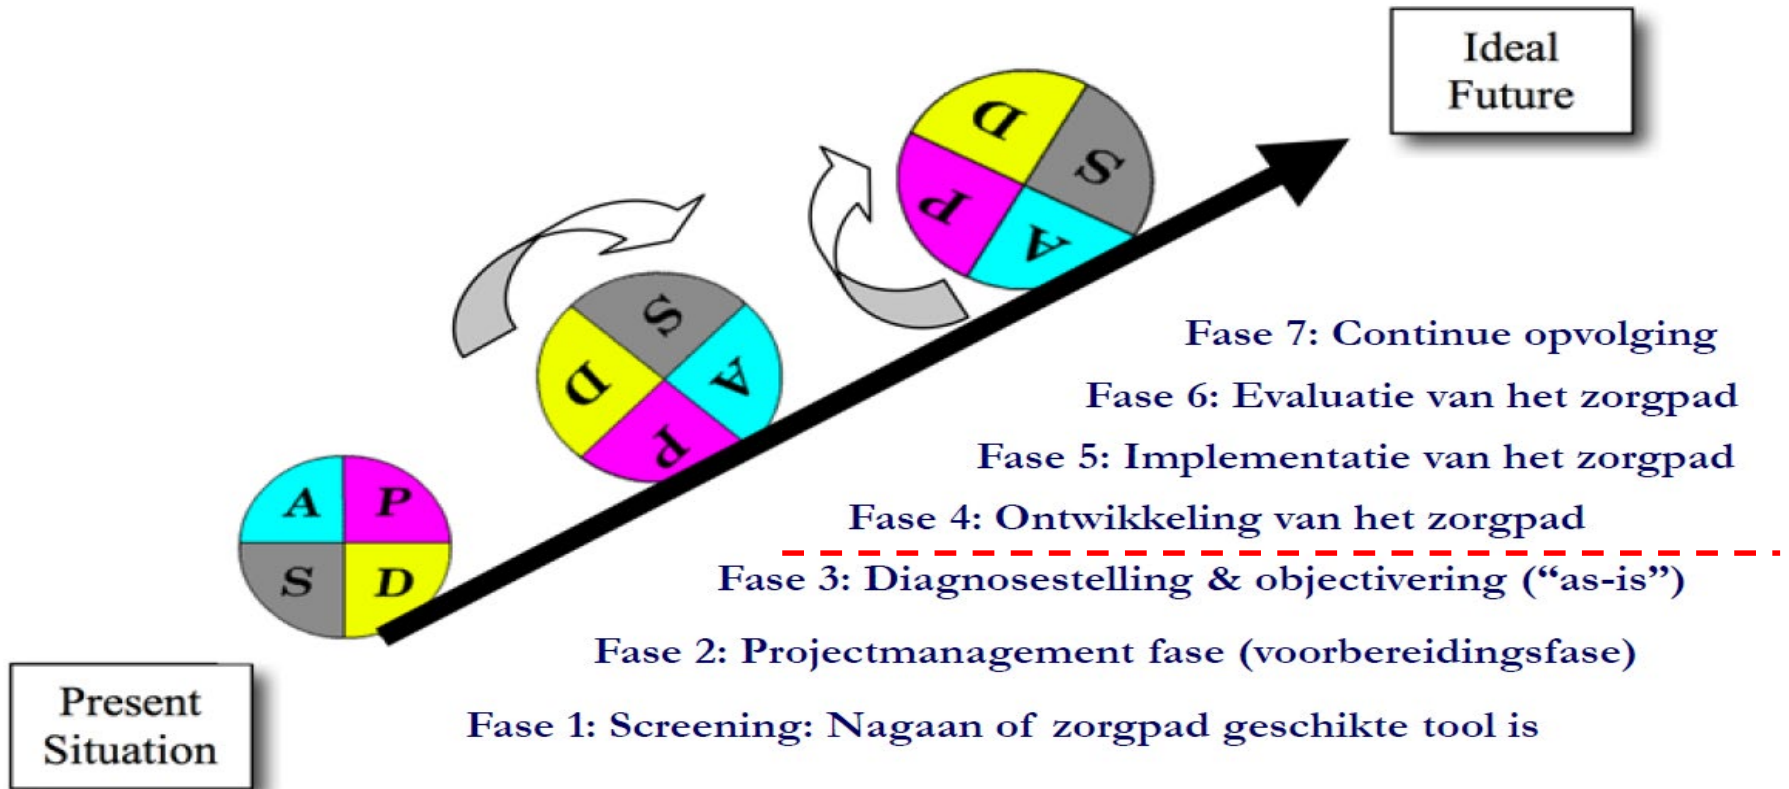 Ideal
Future
D
S
P
A
S
D
A
P
A P
S D
Fase 7: Continue opvolging
Fase 6: Evaluatie van het zorgpad
Fase 5: Implementatie van het zorgpad
Fase 4: Ontwikkeling van het zorgpad
Fase 3: Diagnosestelling & objectivering (“as-is”)
Fase 2: Projectmanagement fase (voorbereidingsfase)
Fase 1: Screening: Nagaan of zorgpad geschikte tool is
Present
Situation